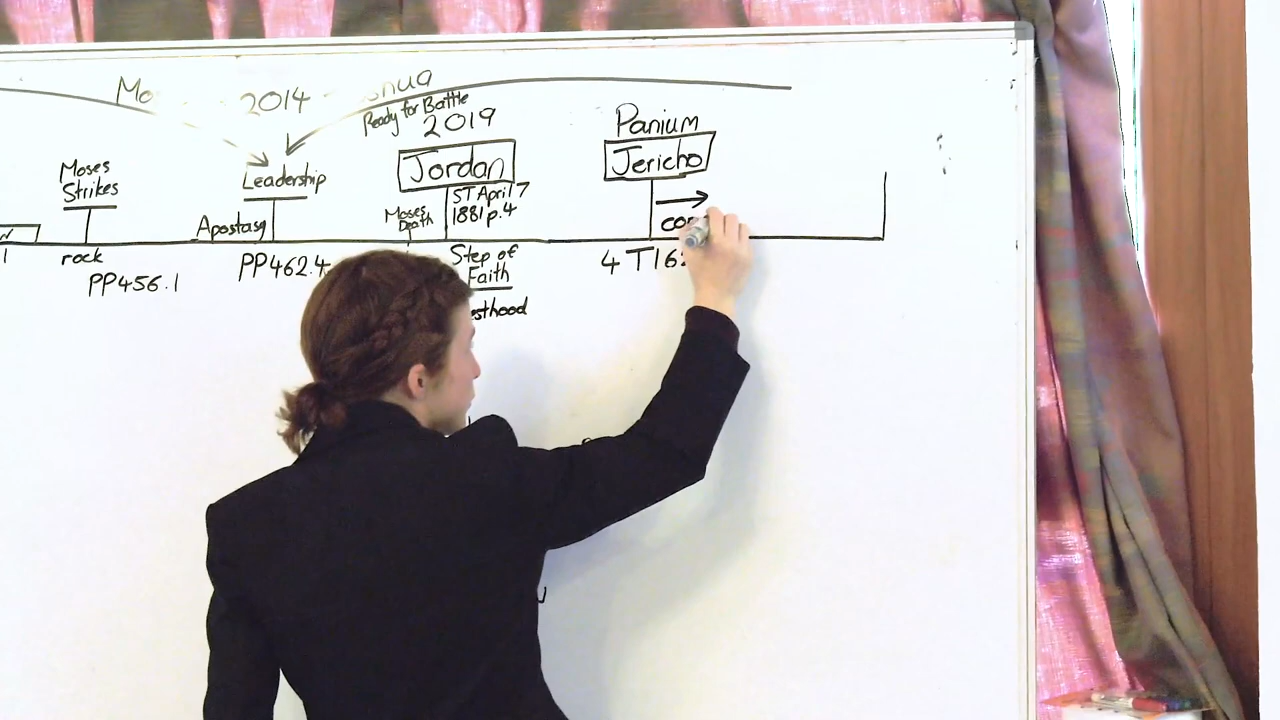 2014
Ready for Battle
2019
Panium
Jordan
Jericho
Moses
Strikes
Leadership
ST April 7
1881 p.4
Moses
Death
Apostasy
rock
PP456.1
PP462.4
Step of
Faith
4T16